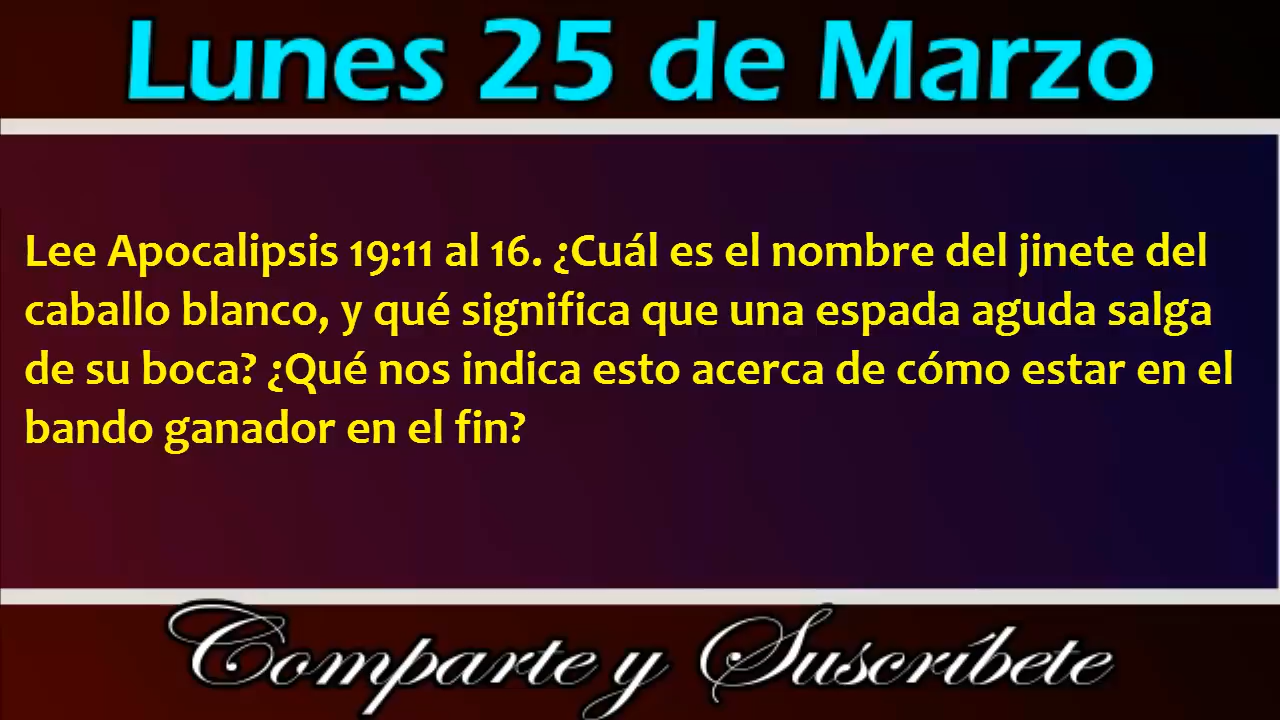 Lunes 25 de Marzo
Lee Apocalipsis 19:11 al 16. ¿Cuál es el nombre del jinete del
caballo blanco, y qué significa que una espada aguda salga
de su boca? ¿Qué nos indica esto acerca de cómo estar en el
bando ganador en el fin?
Comparte y Suscríbete